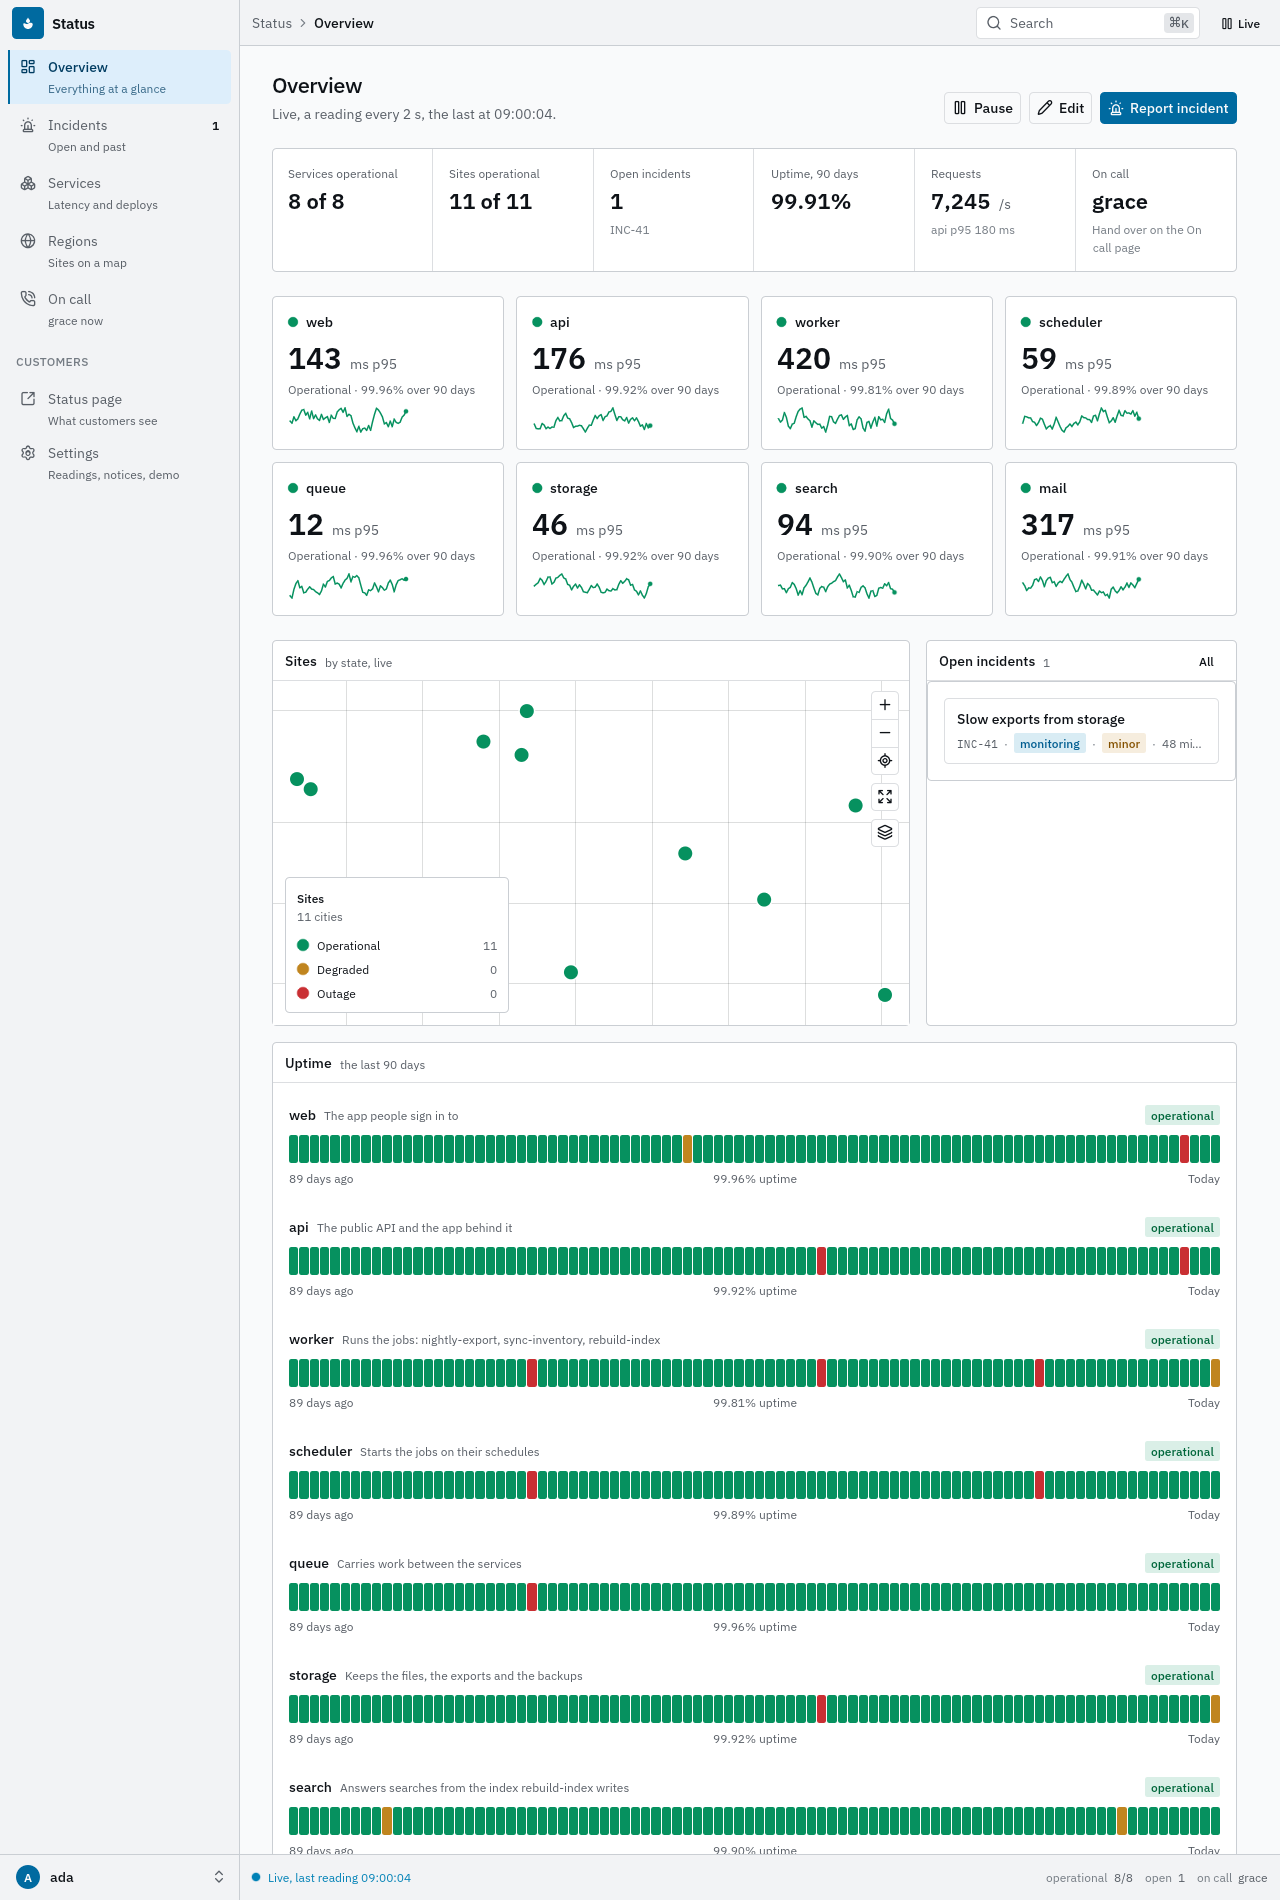 Status
Overview
Everything at a glance
Incidents 1
Open and past
Services
Latency and deploys
Regions
Sites on a map
On call
grace now
CUSTOMERS
Status page
What customers see
Settings
Readings, notices, demo
A ada
Status > Overview
Search ⌘K
Live
Overview
Live, a reading every 2 s, the last at 09:00:04.
Pause
Edit
Report incident
Services operational
8 of 8
Sites operational
11 of 11
Open incidents
1
INC-41
Uptime, 90 days
99.91%
Requests
7,245 /s
api p95 180 ms
On call
grace
Hand over on the On
call page
web
143 ms p95
Operational · 99.96% over 90 days
api
176 ms p95
Operational · 99.92% over 90 days
worker
420 ms p95
Operational · 99.81% over 90 days
scheduler
59 ms p95
Operational · 99.89% over 90 days
queue
12 ms p95
Operational · 99.96% over 90 days
storage
46 ms p95
Operational · 99.92% over 90 days
search
94 ms p95
Operational · 99.90% over 90 days
mail
317 ms p95
Operational · 99.91% over 90 days
Sites by state, live
Sites
11 cities
Operational 11
Degraded 0
Outage 0
Open incidents 1 All
Slow exports from storage
INC-41 · monitoring · minor · 48 mi…
Uptime the last 90 days
web The app people sign in to operational
89 days ago 99.96% uptime Today
api The public API and the app behind it operational
89 days ago 99.92% uptime Today
worker Runs the jobs: nightly-export, sync-inventory, rebuild-index operational
89 days ago 99.81% uptime Today
scheduler Starts the jobs on their schedules operational
89 days ago 99.89% uptime Today
queue Carries work between the services operational
89 days ago 99.96% uptime Today
storage Keeps the files, the exports and the backups operational
89 days ago 99.92% uptime Today
search Answers searches from the index rebuild-index writes operational
89 days ago 99.90% uptime Today
Live, last reading 09:00:04
operational 8/8 open 1 on call grace